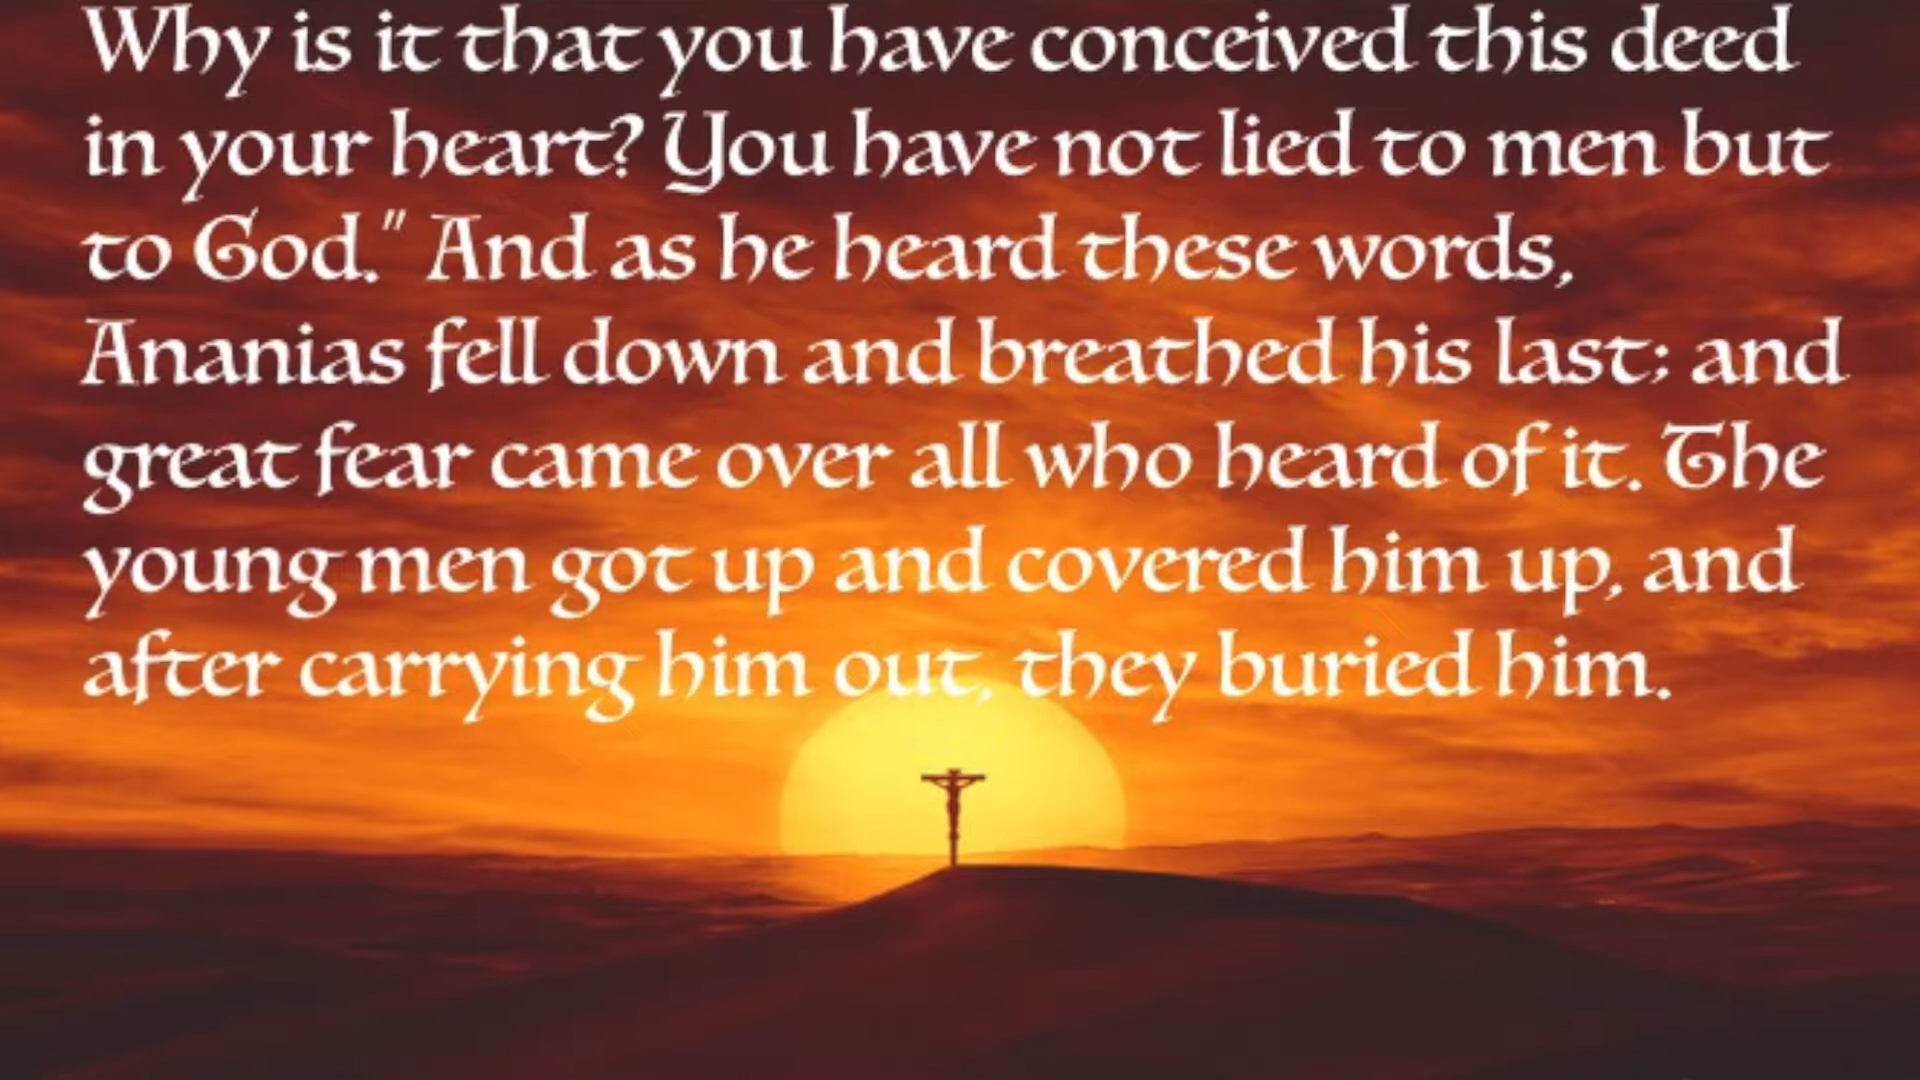 Why is it that you have conceived this deed
in your heart? You have not lied to men but
to God." And as he heard these words,
Ananias fell down and breathed his last; and
great fear came over all who heard of it. The
young men got up and covered him up, and
after carrying him out, they buried him.